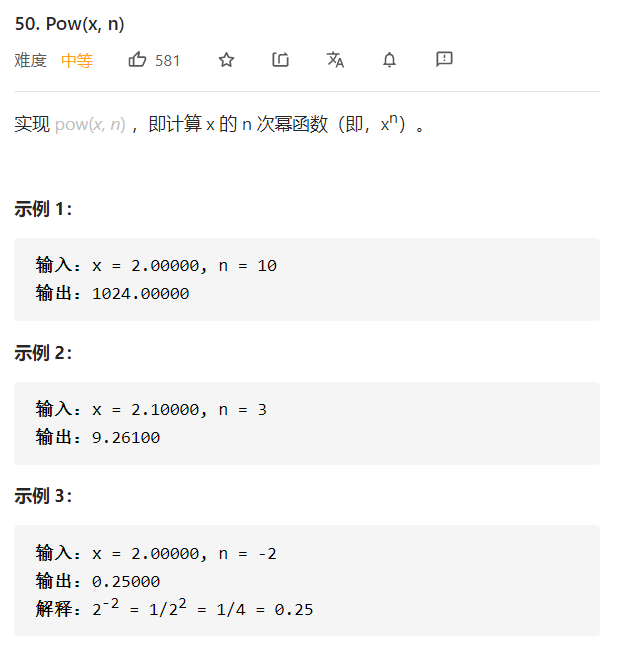 50. Pow(x, n)
难度 中等 581
实现 pow(x, n) ，即计算 x 的 n 次幂函数（即，xⁿ）。
示例 1：
输入：x = 2.00000, n = 10
输出：1024.00000
示例 2：
输入：x = 2.10000, n = 3
输出：9.26100
示例 3：
输入：x = 2.00000, n = -2
输出：0.25000
解释：2⁻² = 1/2² = 1/4 = 0.25